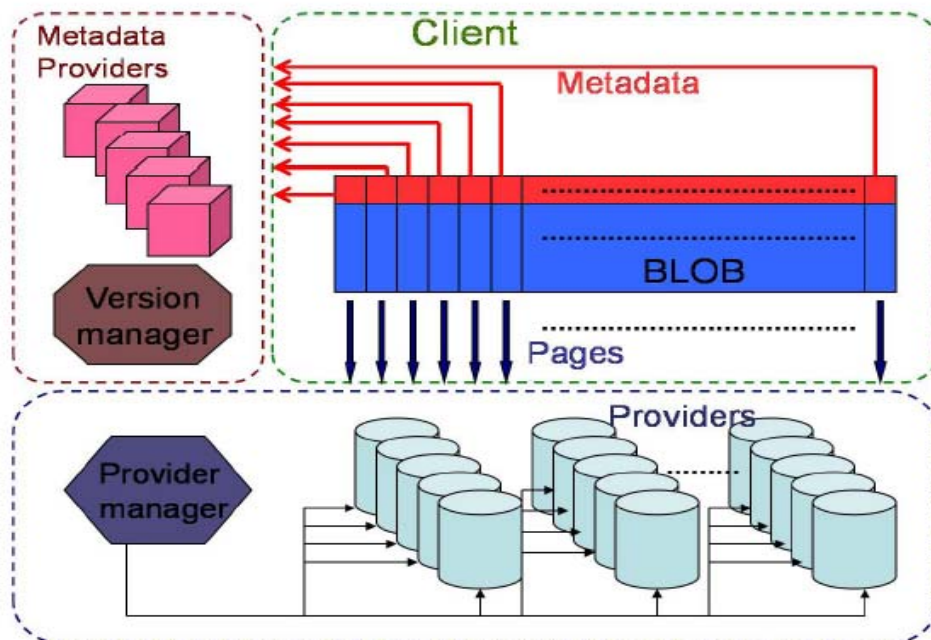 Metadata
Providers
Client
Metadata
BLOB
Version
manager
Pages
Providers
Provider
manager